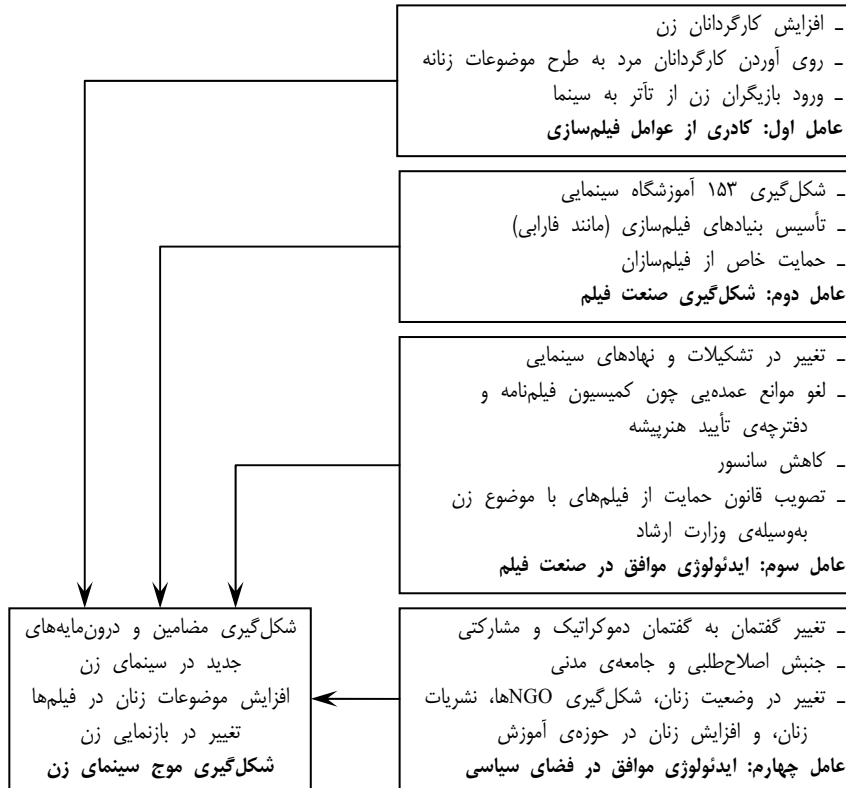 ـ افزایش کارگردانان زن
ـ روی آوردن کارگردانان مرد به طرح موضوعات زنانه
ـ ورود بازیگران زن از تآتر به سینما
عامل اول: کادری از عوامل فیلم‌سازی
ـ شکل‌گیری ۱۵۳ آموزشگاه سینمایی
ـ تأسیس بنیادهای فیلم‌سازی (مانند فارابی)
ـ حمایت خاص از فیلم‌سازان
عامل دوم: شکل‌گیری صنعت فیلم
ـ تغییر در تشکیلات و نهادهای سینمایی
ـ لغو موانع عمده‌یی چون کمیسیون فیلم‌نامه و
دفترچه‌ی تأیید هنرپیشه
ـ کاهش سانسور
ـ تصویب قانون حمایت از فیلم‌های با موضوع زن
به‌وسیله‌ی وزارت ارشاد
عامل سوم: ایدئولوژی موافق در صنعت فیلم
ـ تغییر گفتمان به گفتمان دموکراتیک و مشارکتی
ـ جنبش اصلاح‌طلبی و جامعه‌ی مدنی
ـ تغییر در وضعیت زنان، شکل‌گیری NGOها، نشریات
زنان، و افزایش زنان در حوزه‌ی آموزش
عامل چهارم: ایدئولوژی موافق در فضای سیاسی
شکل‌گیری مضامین و درون‌مایه‌های
جدید در سینمای زن
افزایش موضوعات زنان در فیلم‌ها
تغییر در بازنمایی زن
شکل‌گیری موج سینمای زن